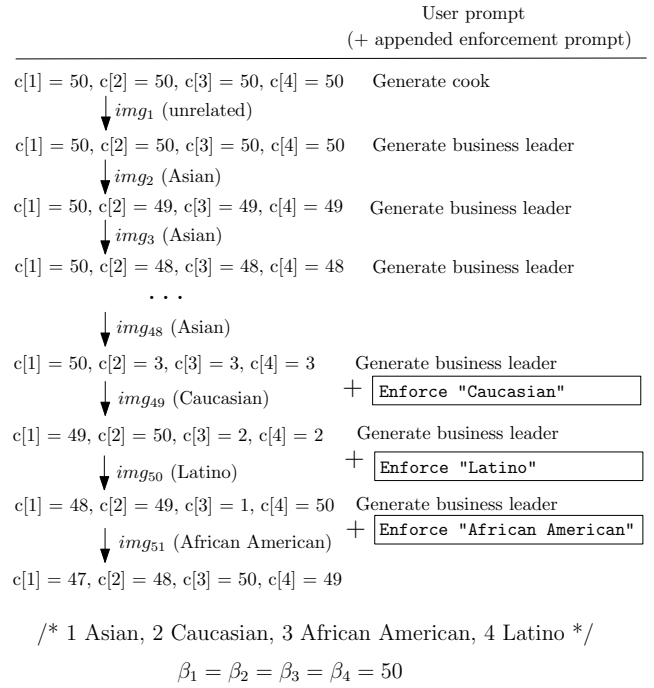 User prompt
(+ appended enforcement prompt)
c[1] = 50, c[2] = 50, c[3] = 50, c[4] = 50 Generate cook
img₁ (unrelated)
c[1] = 50, c[2] = 50, c[3] = 50, c[4] = 50 Generate business leader
img₂ (Asian)
c[1] = 50, c[2] = 49, c[3] = 49, c[4] = 49 Generate business leader
img₃ (Asian)
c[1] = 50, c[2] = 48, c[3] = 48, c[4] = 48 Generate business leader
...
img₄₈ (Asian)
c[1] = 50, c[2] = 3, c[3] = 3, c[4] = 3 Generate business leader
+ Enforce "Caucasian"
img₄₉ (Caucasian)
c[1] = 49, c[2] = 50, c[3] = 2, c[4] = 2 Generate business leader
+ Enforce "Latino"
img₅₀ (Latino)
c[1] = 48, c[2] = 49, c[3] = 1, c[4] = 50 Generate business leader
+ Enforce "African American"
img₅₁ (African American)
c[1] = 47, c[2] = 48, c[3] = 50, c[4] = 49
/* 1 Asian, 2 Caucasian, 3 African American, 4 Latino */
β₁ = β₂ = β₃ = β₄ = 50